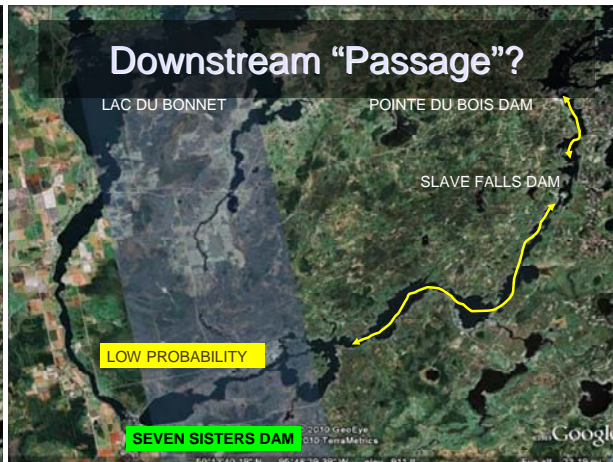 Downstream “Passage”?
LAC DU BONNET
POINTE DU BOIS DAM
SLAVE FALLS DAM
LOW PROBABILITY
SEVEN SISTERS DAM
2010 GeoEye
2010 TerraMetrics
Google